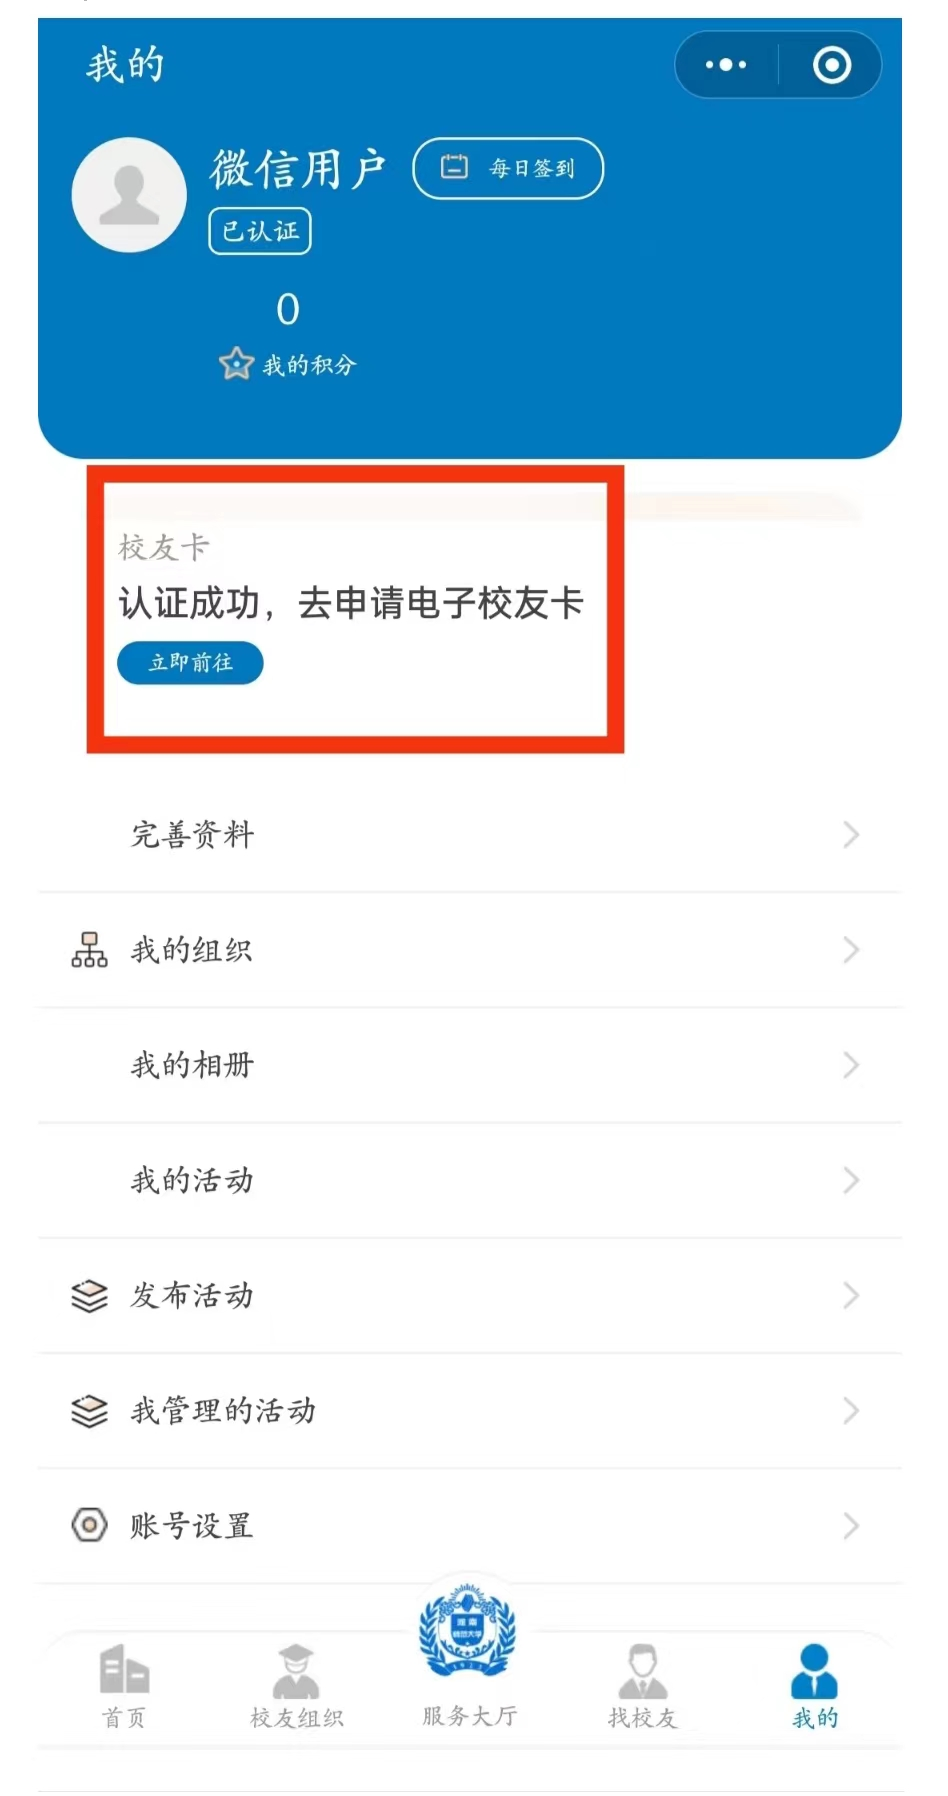 我的
微信用户
每日签到
已认证
0
我的积分
校友卡
认证成功，去申请电子校友卡
立即前往
完善资料
我的组织
我的相册
我的活动
发布活动
我管理的活动
账号设置
首页
校友组织
服务大厅
找校友
我的